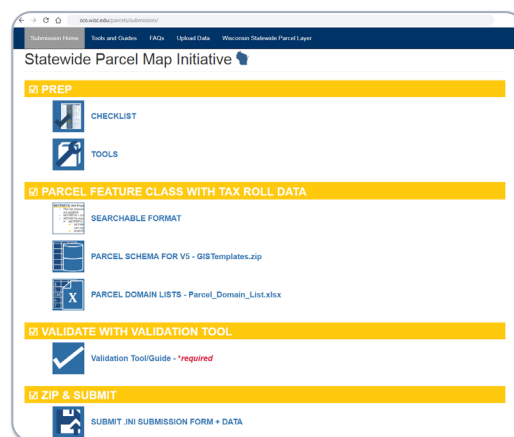 sco.wisc.edu/parcels/submission/
Submission Home Tools and Guides FAQs Upload Data Wisconsin Statewide Parcel Layer
Statewide Parcel Map Initiative
☑ PREP
CHECKLIST
TOOLS
☑ PARCEL FEATURE CLASS WITH TAX ROLL DATA
SEARCHABLE FORMAT
PARCEL SCHEMA FOR V5 - GISTemplates.zip
X
PARCEL DOMAIN LISTS - Parcel_Domain_List.xlsx
☑ VALIDATE WITH VALIDATION TOOL
Validation Tool/Guide - *required
☑ ZIP & SUBMIT
SUBMIT .INI SUBMISSION FORM + DATA